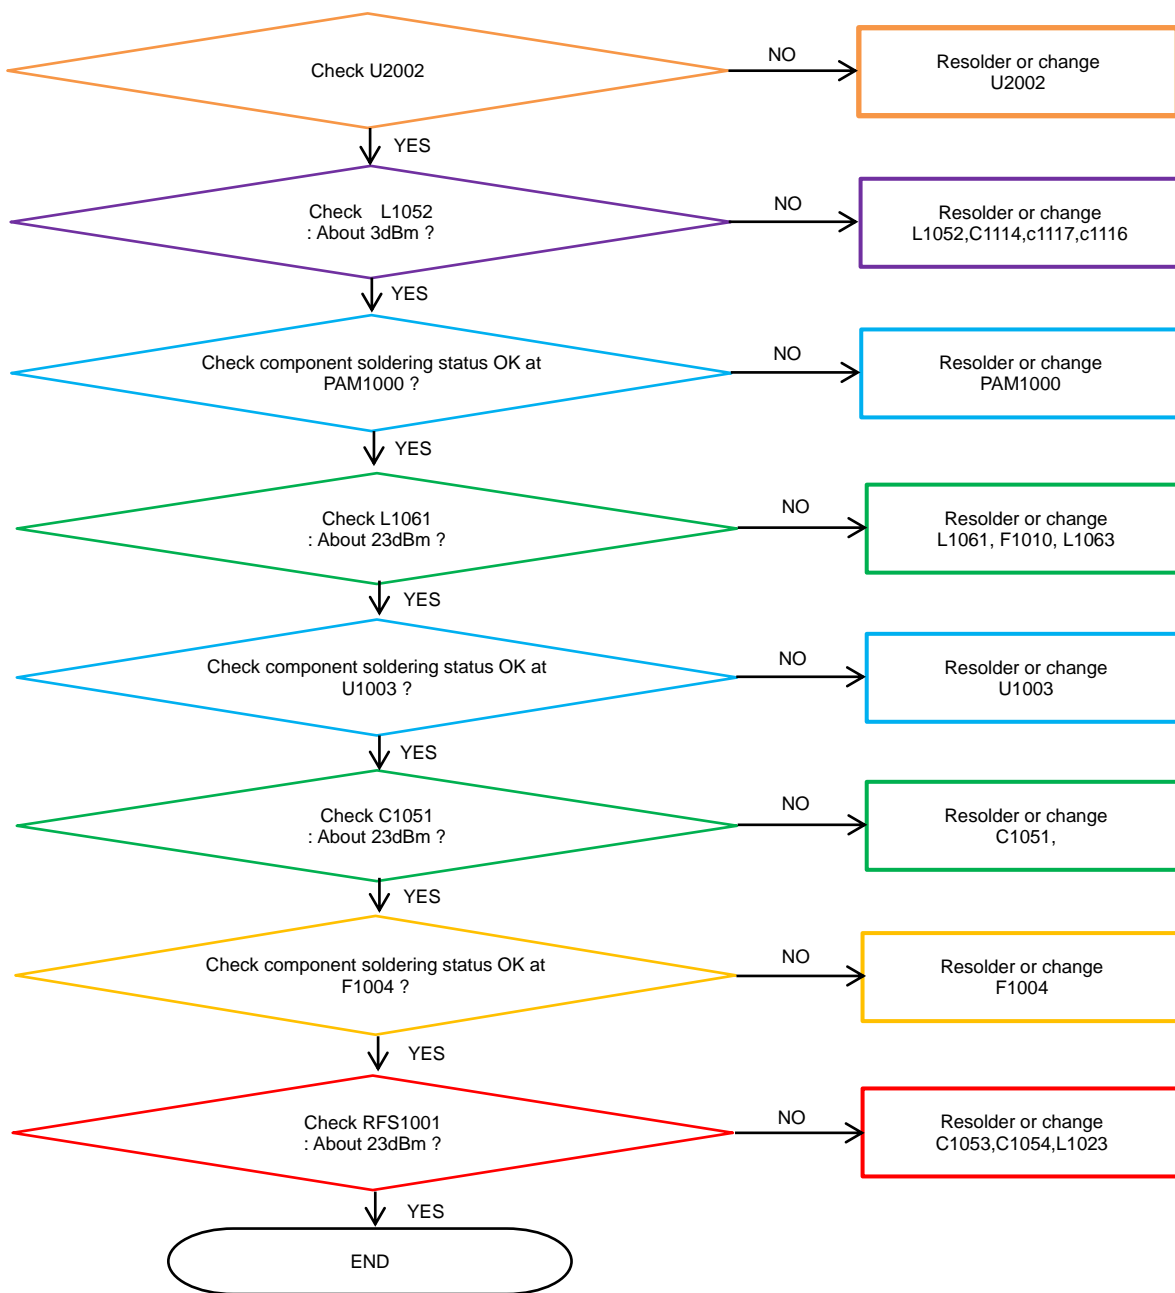 Check U2002
NO
Resolder or change
U2002
YES
Check L1052
: About 3dBm ?
NO
Resolder or change
L1052,C1114,c1117,c1116
YES
Check component soldering status OK at
PAM1000 ?
NO
Resolder or change
PAM1000
YES
Check L1061
: About 23dBm ?
NO
Resolder or change
L1061, F1010, L1063
YES
Check component soldering status OK at
U1003 ?
NO
Resolder or change
U1003
YES
Check C1051
: About 23dBm ?
NO
Resolder or change
C1051,
YES
Check component soldering status OK at
F1004 ?
NO
Resolder or change
F1004
YES
Check RFS1001
: About 23dBm ?
NO
Resolder or change
C1053,C1054,L1023
YES
END